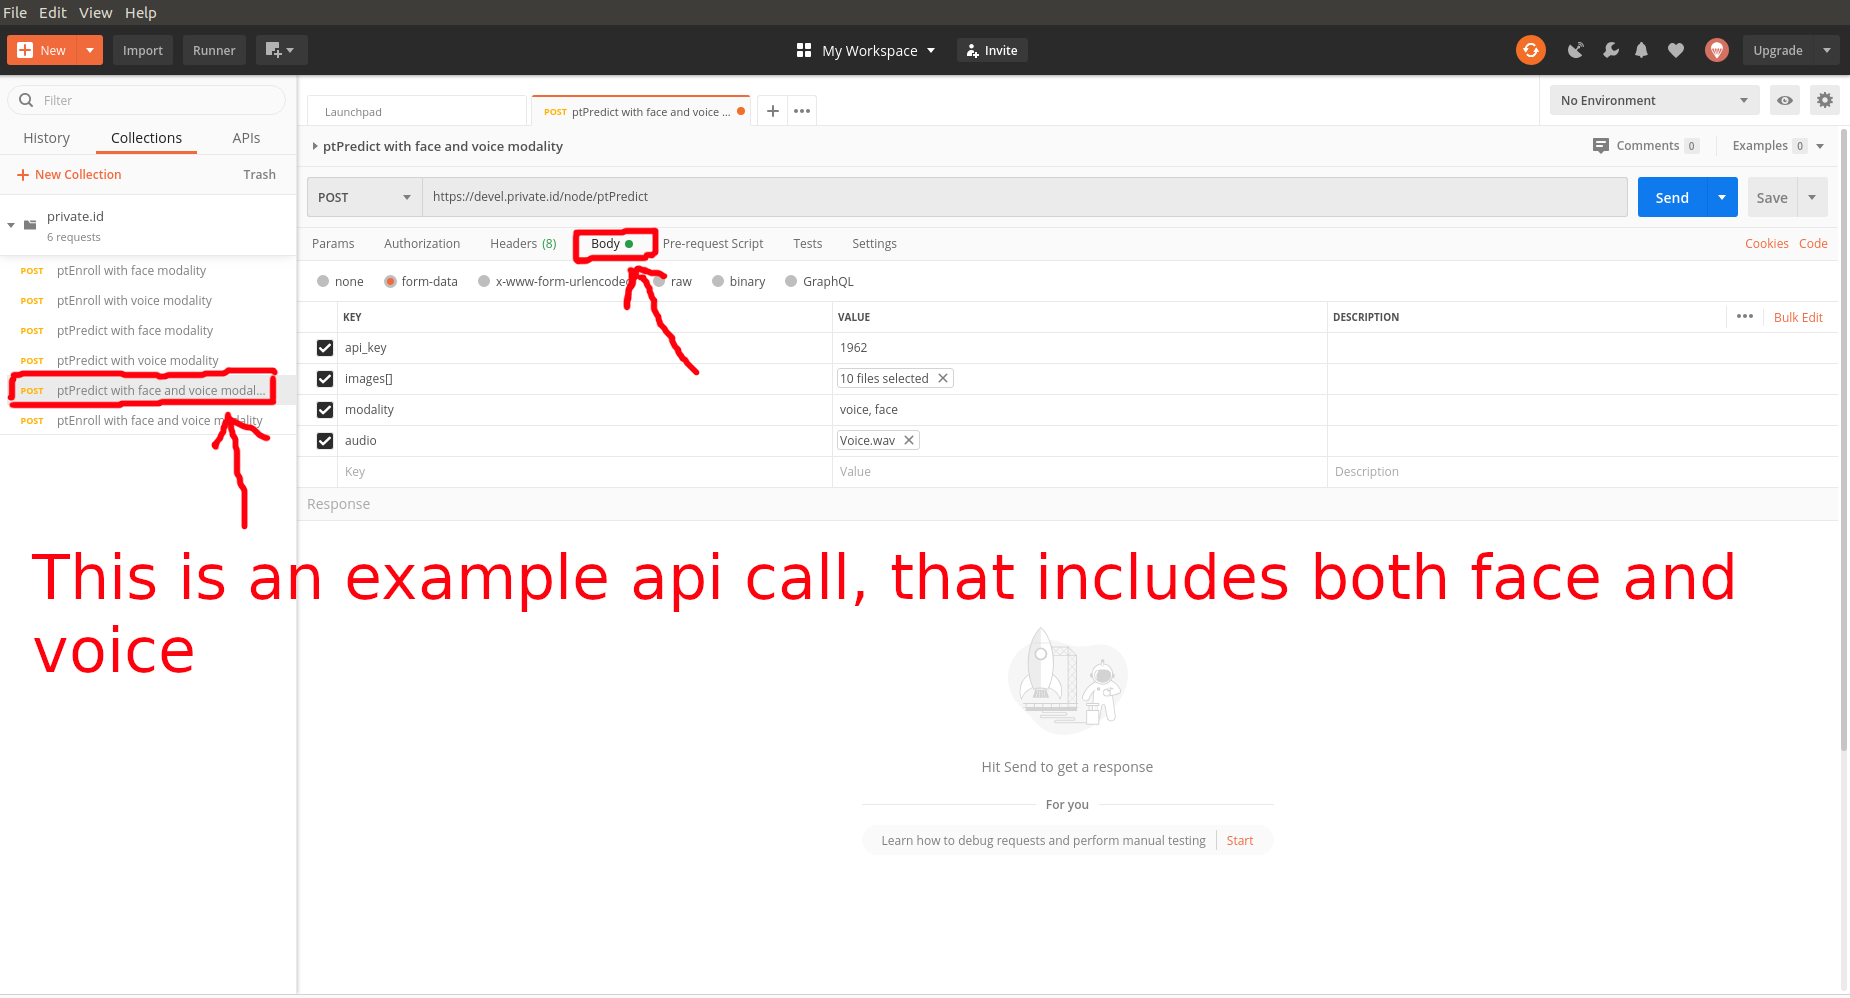 File Edit View Help
New Import Runner My Workspace Invite Upgrade
Filter
History Collections APIs
+ New Collection Trash
private.id
6 requests
POST ptEnroll with face modality
POST ptEnroll with voice modality
POST ptPredict with face modality
POST ptPredict with voice modality
POST ptPredict with face and voice modal...
POST ptEnroll with face and voice modality
Launchpad POST ptPredict with face and voice ... + ••• No Environment
ptPredict with face and voice modality Comments 0 Examples 0
POST https://devel.private.id/node/ptPredict Send Save
Params Authorization Headers (8) Body Pre-request Script Tests Settings Cookies Code
none form-data x-www-form-urlencoded raw binary GraphQL
KEY VALUE DESCRIPTION ••• Bulk Edit
api_key 1962
images[] 10 files selected ×
modality voice, face
audio Voice.wav ×
Key Value Description
Response
This is an example api call, that includes both face and
voice
Hit Send to get a response
For you
Learn how to debug requests and perform manual testing Start